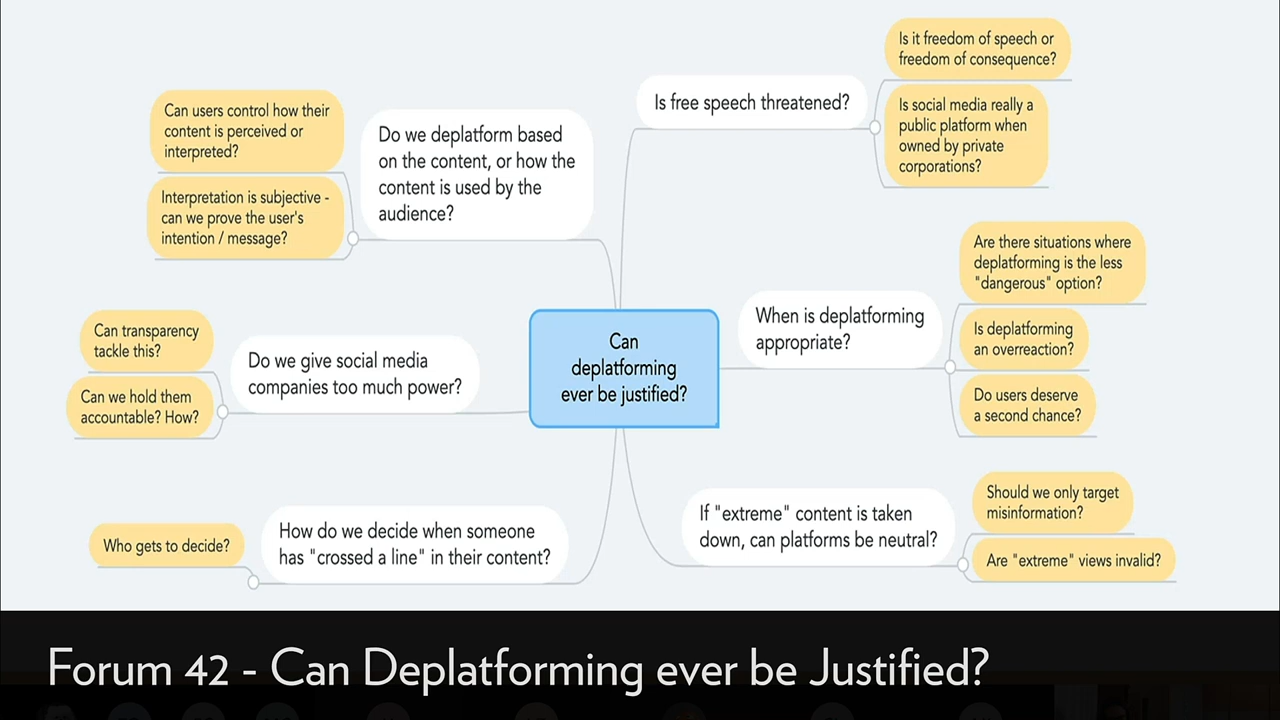 Can
deplatforming
ever be justified?
Is free speech threatened?
Is it freedom of speech or
freedom of consequence?
Is social media really a
public platform when
owned by private
corporations?
When is deplatforming
appropriate?
Are there situations where
deplatforming is the less
"dangerous" option?
Is deplatforming
an overreaction?
Do users deserve
a second chance?
If "extreme" content is taken
down, can platforms be neutral?
Should we only target
misinformation?
Are "extreme" views invalid?
Do we deplatform based
on the content, or how the
content is used by the
audience?
Can users control how their
content is perceived or
interpreted?
Interpretation is subjective -
can we prove the user's
intention / message?
Do we give social media
companies too much power?
Can transparency
tackle this?
Can we hold them
accountable? How?
How do we decide when someone
has "crossed a line" in their content?
Who gets to decide?
Forum 42 - Can Deplatforming ever be Justified?